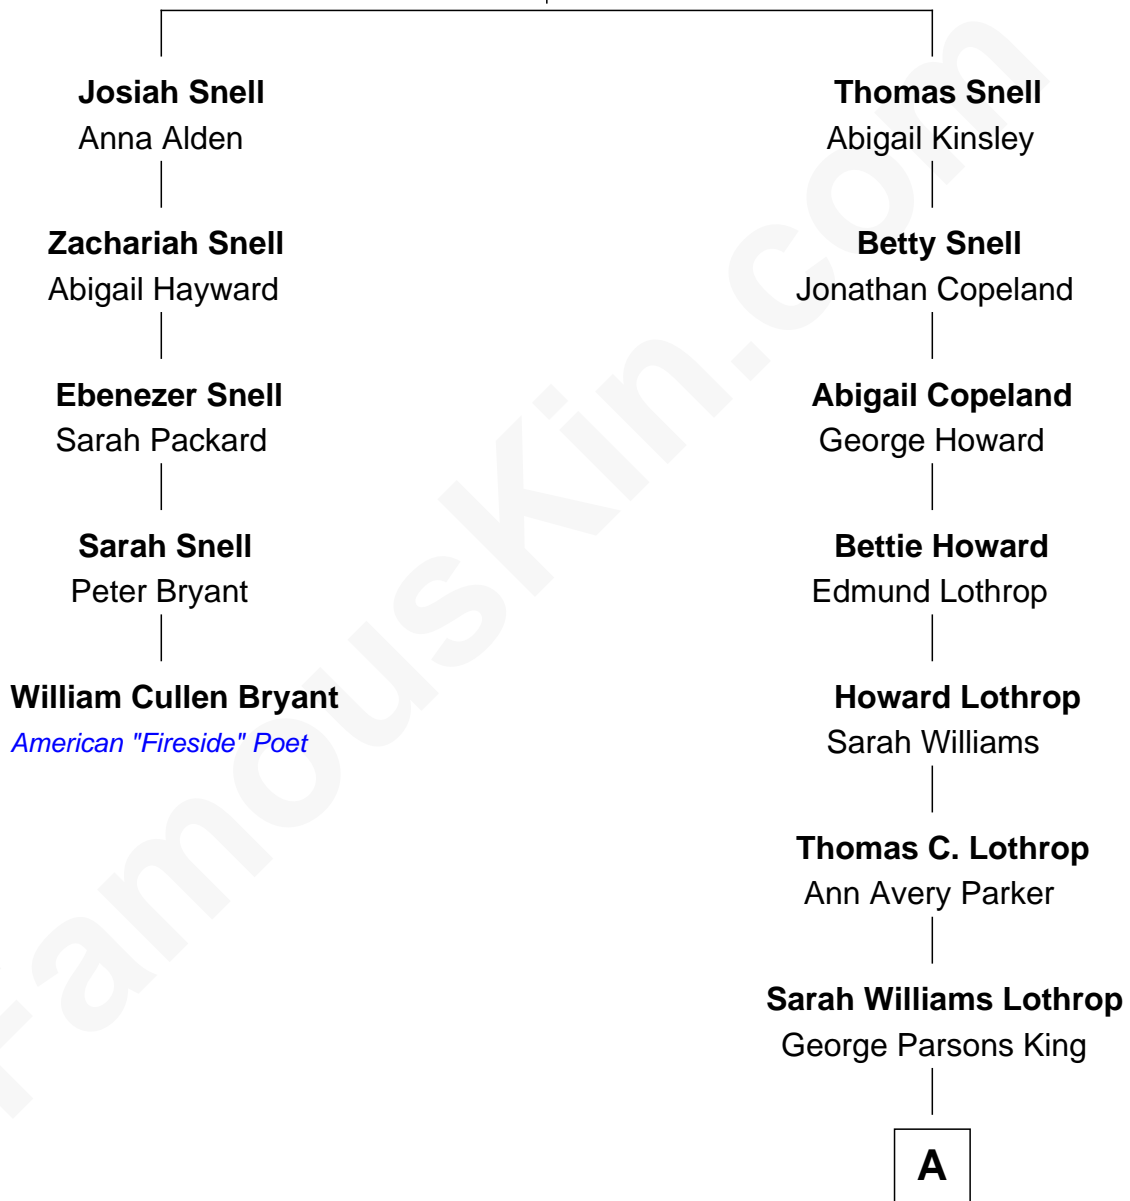 Josiah Snell
Anna Alden
Thomas Snell
Abigail Kinsley
Zachariah Snell
Abigail Hayward
Betty Snell
Jonathan Copeland
Ebenezer Snell
Sarah Packard
Abigail Copeland
George Howard
Sarah Snell
Peter Bryant
Bettie Howard
Edmund Lothrop
William Cullen Bryant
American "Fireside" Poet
Howard Lothrop
Sarah Williams
Thomas C. Lothrop
Ann Avery Parker
Sarah Williams Lothrop
George Parsons King
A
FamousKin.com